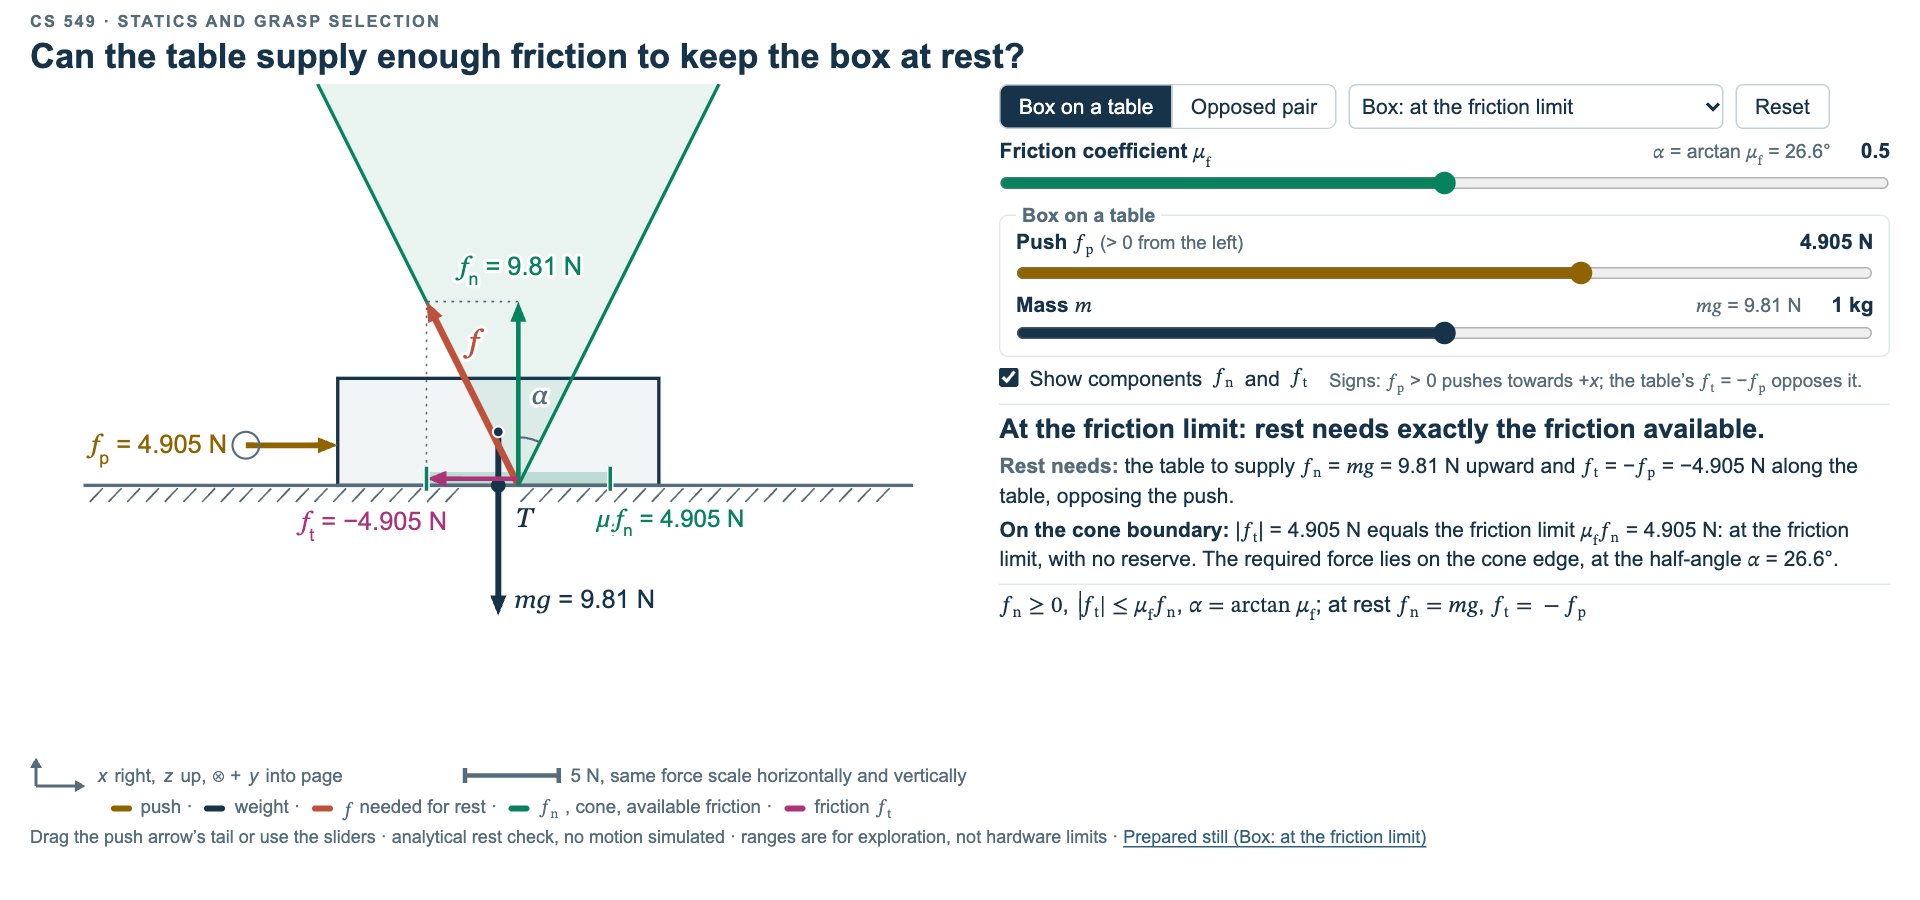 CS 549 · STATICS AND GRASP SELECTION
Can the table supply enough friction to keep the box at rest?
Box on a table
Opposed pair
Box: at the friction limit
Reset
Friction coefficient μf
α = arctan μf = 26.6°
0.5
Box on a table
Push fp (> 0 from the left)
4.905 N
Mass m
mg = 9.81 N
1 kg
Show components fn and ft
Signs: fp > 0 pushes towards +x; the table's ft = −fp opposes it.
At the friction limit: rest needs exactly the friction available.
Rest needs: the table to supply fn = mg = 9.81 N upward and ft = −fp = −4.905 N along the
table, opposing the push.
On the cone boundary: |ft| = 4.905 N equals the friction limit μf fn = 4.905 N: at the friction
limit, with no reserve. The required force lies on the cone edge, at the half-angle α = 26.6°.
fn ≥ 0, |ft| ≤ μf fn, α = arctan μf; at rest fn = mg, ft = − fp
fn = 9.81 N
f
α
fp = 4.905 N
ft = −4.905 N
T
μf fn = 4.905 N
mg = 9.81 N
x right, z up, ⊗ + y into page
5 N, same force scale horizontally and vertically
push · weight · f needed for rest · fn , cone, available friction · friction ft
Drag the push arrow's tail or use the sliders · analytical rest check, no motion simulated · ranges are for exploration, not hardware limits · Prepared still (Box: at the friction limit)